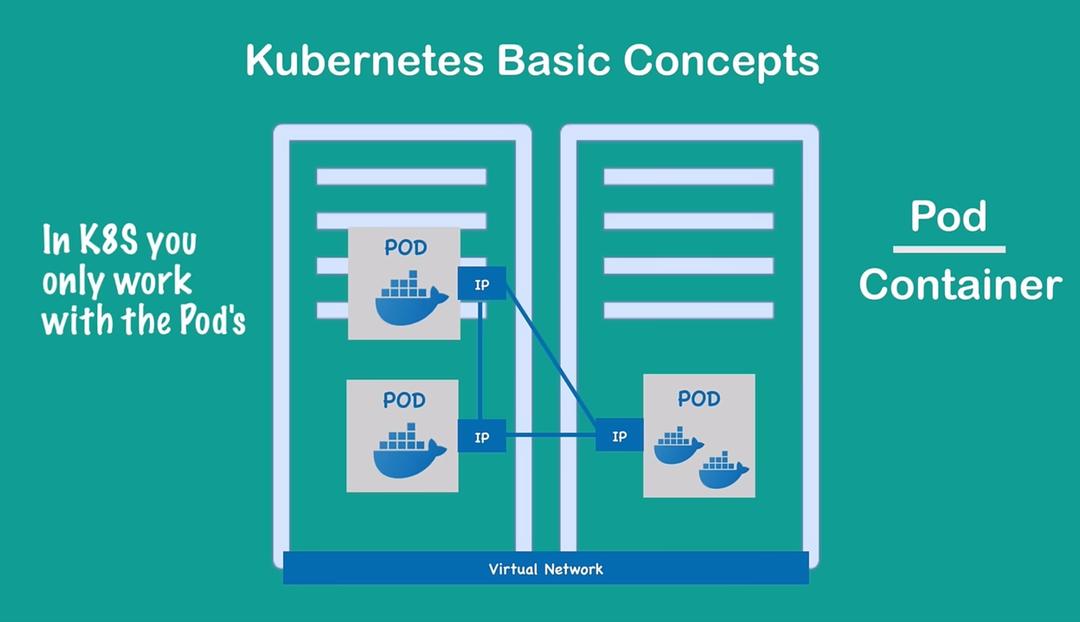 Kubernetes Basic Concepts
In K8S you
only work
with the Pod's
POD
IP
POD
IP
POD
IP
Pod
Container
Virtual Network